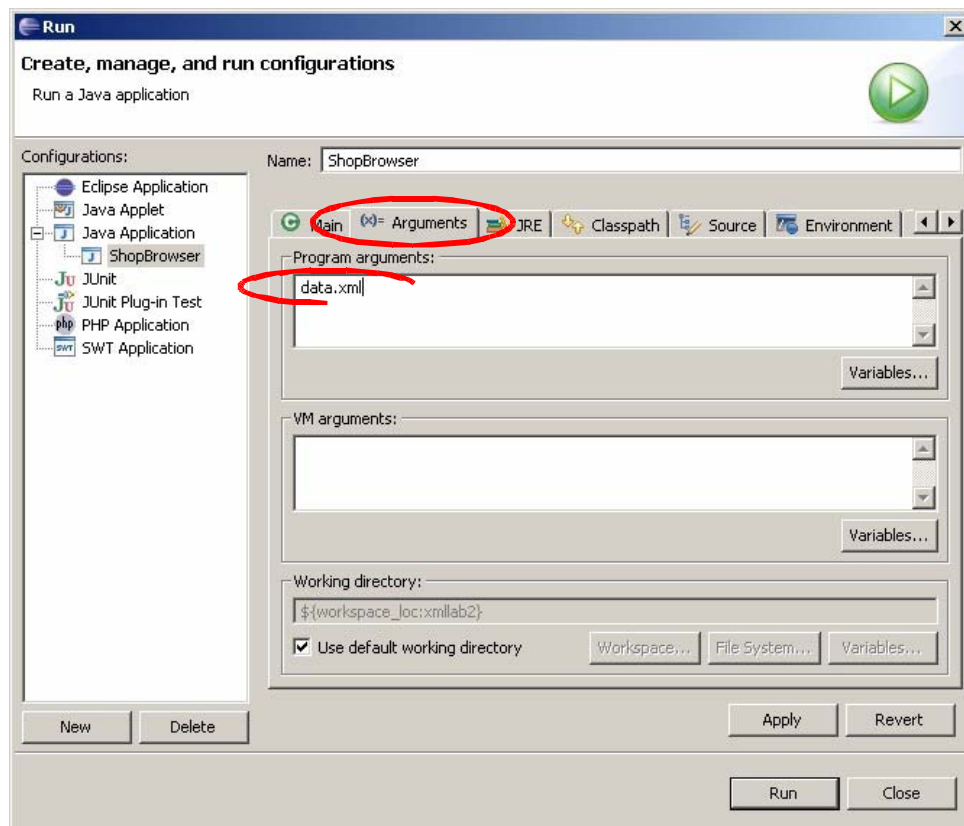 Run
Create, manage, and run configurations
Run a Java application
Configurations:
Eclipse Application
Java Applet
Java Application
ShopBrowser
JUnit
JUnit Plug-in Test
PHP Application
SWT Application
New Delete
Name: ShopBrowser
Main (x)= Arguments JRE Classpath Source Environment
Program arguments:
data.xml
Variables...
VM arguments:
Variables...
Working directory:
${workspace_loc:xmllab2}
Use default working directory Workspace... File System... Variables...
Apply Revert
Run Close